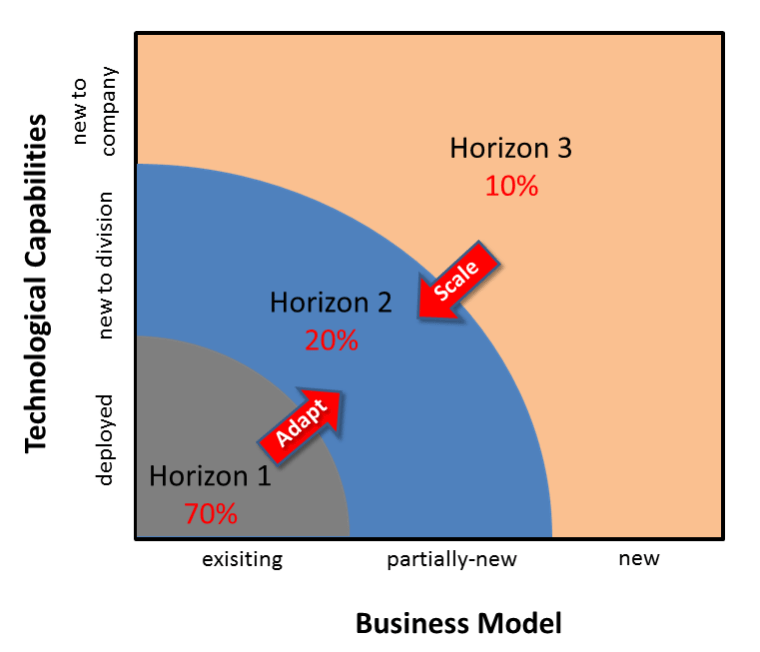 Technological Capabilities
new to
company
new to division
deployed
Horizon 3
10%
Scale
Horizon 2
20%
Adapt
Horizon 1
70%
exisiting
partially-new
new
Business Model